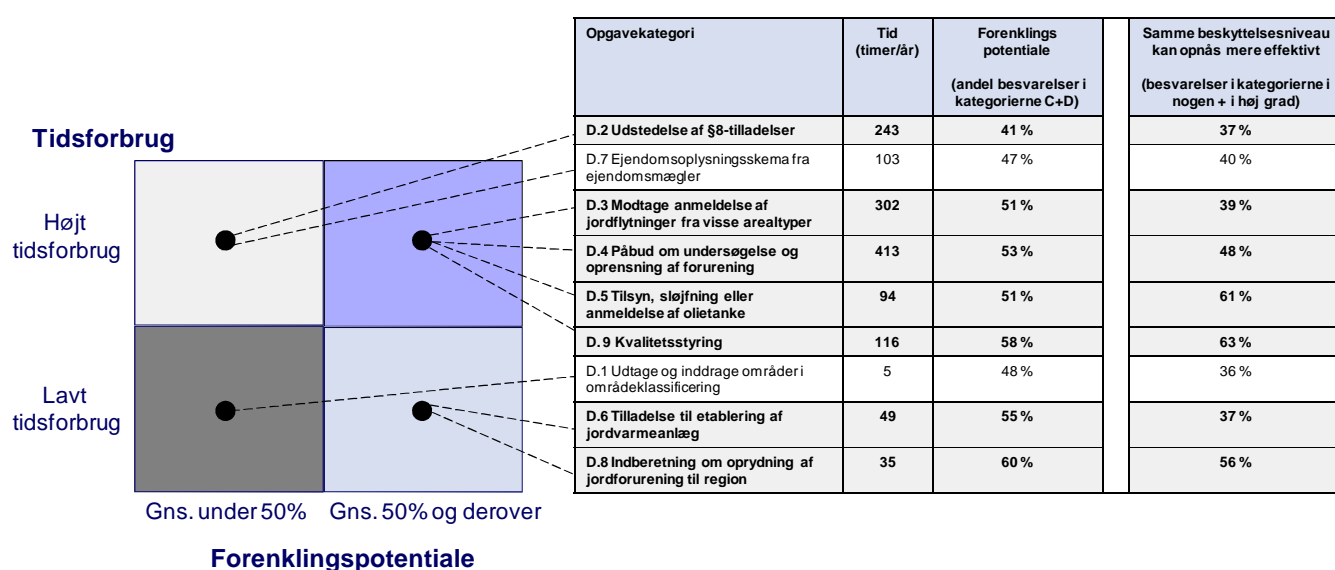 Tidsforbrug
Højt
tidsforbrug
Lavt
tidsforbrug
Gns. under 50%
Gns. 50% og derover
Forenklingspotentiale
Opgavekategori
Tid
(timer/år)
Forenklings
potentiale
(andel besvarelser i
kategorierne C+D)
Samme beskyttelsesniveau
kan opnås mere effektivt
(besvarelser i kategorierne i
nogen + i høj grad)
D.2 Udstedelse af §8-tilladelser
243
41 %
37 %
D.7 Ejendomsoplysningsskema fra
ejendomsmægler
103
47 %
40 %
D.3 Modtage anmeldelse af
jordflytninger fra visse arealtyper
302
51 %
39 %
D.4 Påbud om undersøgelse og
oprensning af forurening
413
53 %
48 %
D.5 Tilsyn, sløjfning eller
anmeldelse af olietanke
94
51 %
61 %
D. 9 Kvalitetsstyring
116
58 %
63 %
D.1 Udtage og inddrage områder i
områdeklassificering
5
48 %
36 %
D.6 Tilladelse til etablering af
jordvarmeanlæg
49
55 %
37 %
D.8 Indberetning om oprydning af
jordforurening til region
35
60 %
56 %